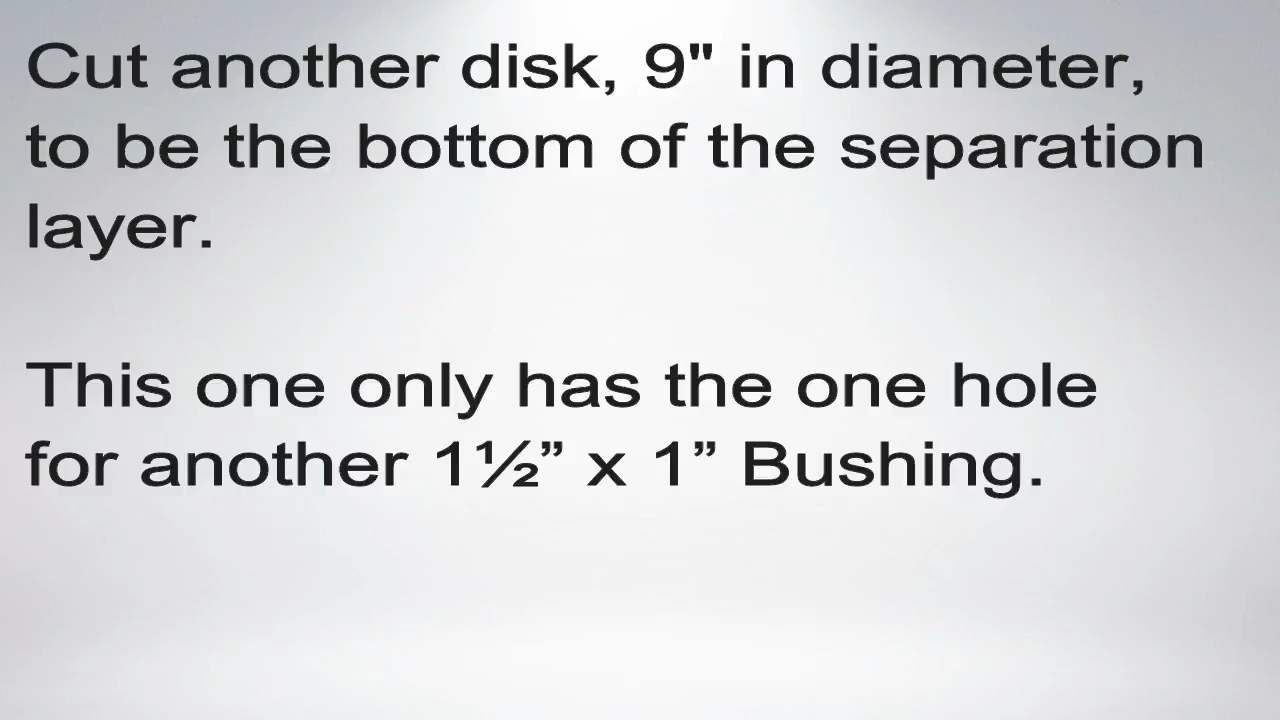 Cut another disk, 9" in diameter,
to be the bottom of the separation
layer.
This one only has the one hole
for another 1½” x 1” Bushing.